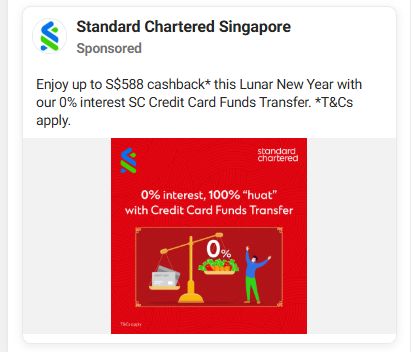 Standard Chartered Singapore
Sponsored
Enjoy up to S$588 cashback* this Lunar New Year with
our 0% interest SC Credit Card Funds Transfer. *T&Cs
apply.
standard
chartered
0% interest, 100% “huat”
with Credit Card Funds Transfer
0%
T&Cs apply